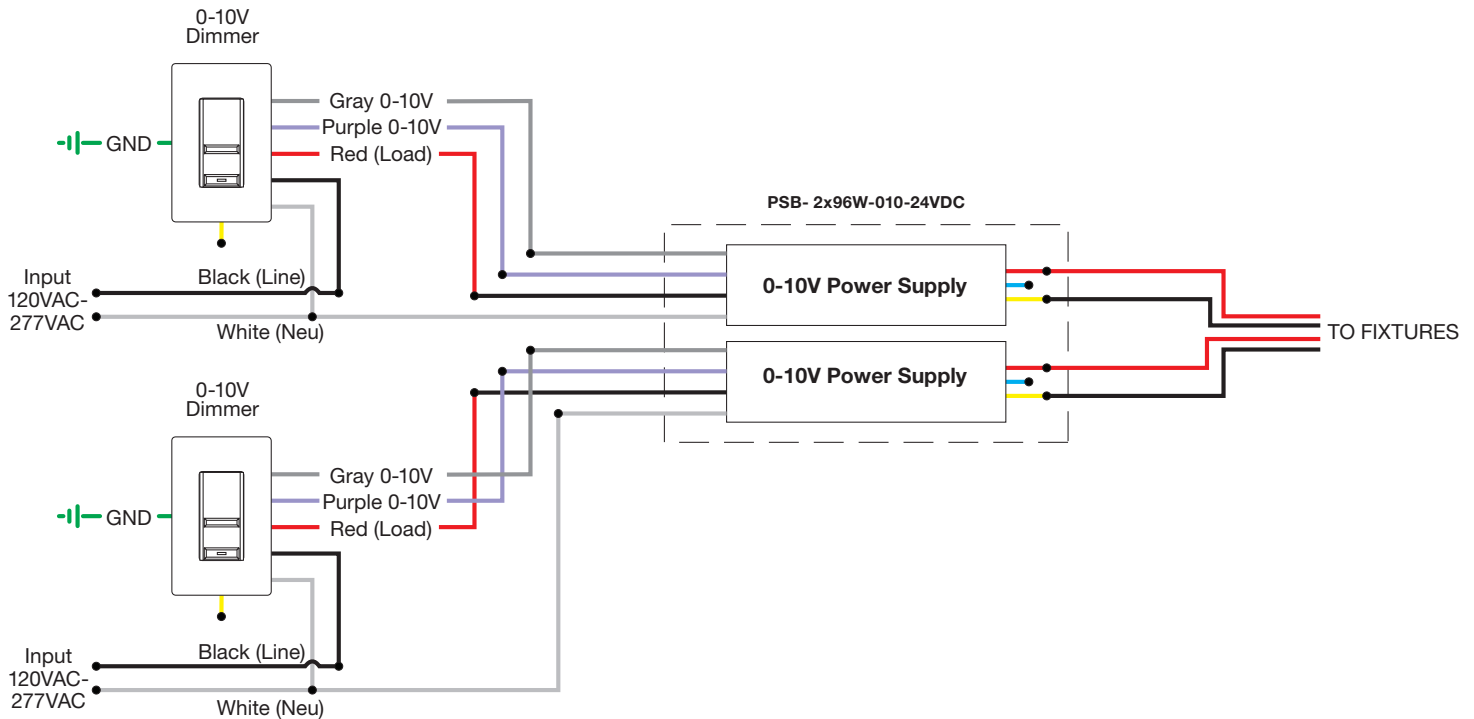 0-10V
Dimmer
Gray 0-10V
Purple 0-10V
GND
Red (Load)
PSB- 2x96W-010-24VDC
Input
120VAC-
277VAC
Black (Line)
White (Neu)
0-10V Power Supply
TO FIXTURES
0-10V Power Supply
0-10V
Dimmer
Gray 0-10V
Purple 0-10V
GND
Red (Load)
Input
120VAC-
277VAC
Black (Line)
White (Neu)